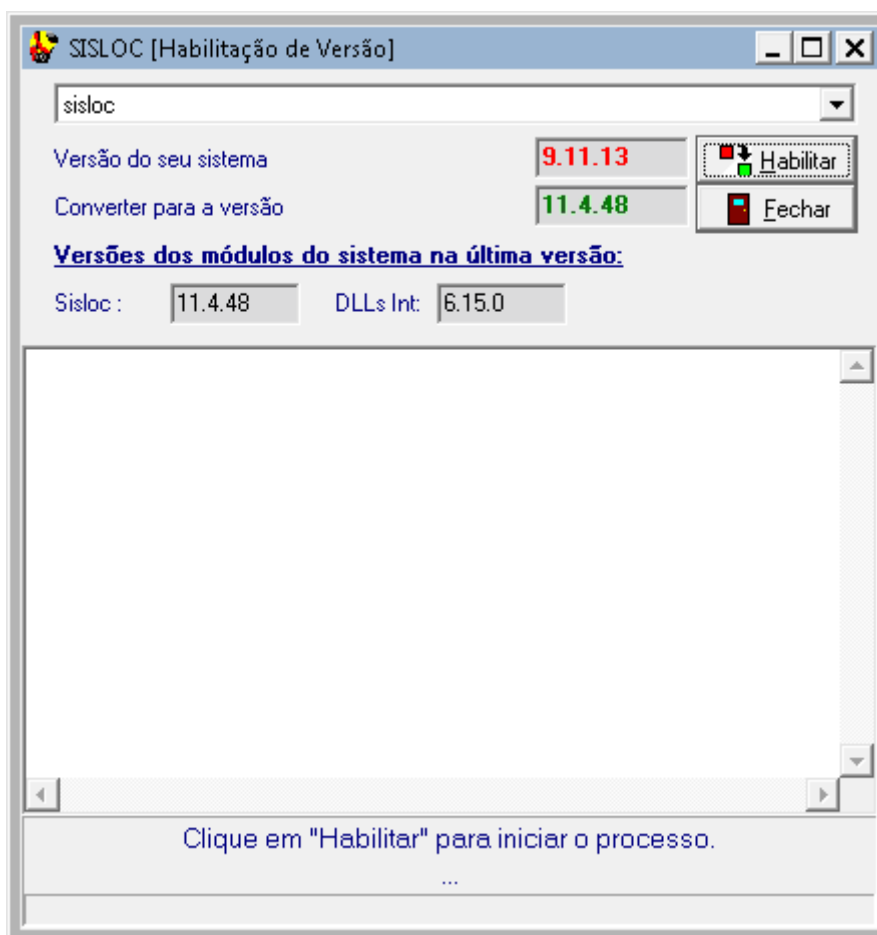 SISLOC [Habilitação de Versão]
sisloc
Versão do seu sistema 9.11.13 Habilitar
Converter para a versão 11.4.48 Fechar
Versões dos módulos do sistema na última versão:
Sisloc : 11.4.48 DLLs Int: 6.15.0
Clique em "Habilitar" para iniciar o processo.
...